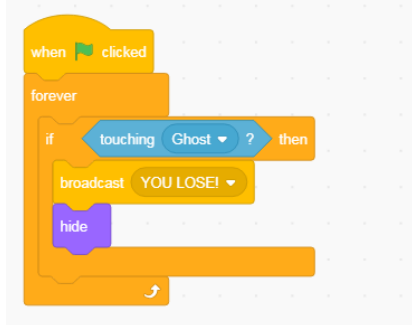 when clicked
forever
if touching Ghost ? then
broadcast YOU LOSE!
hide